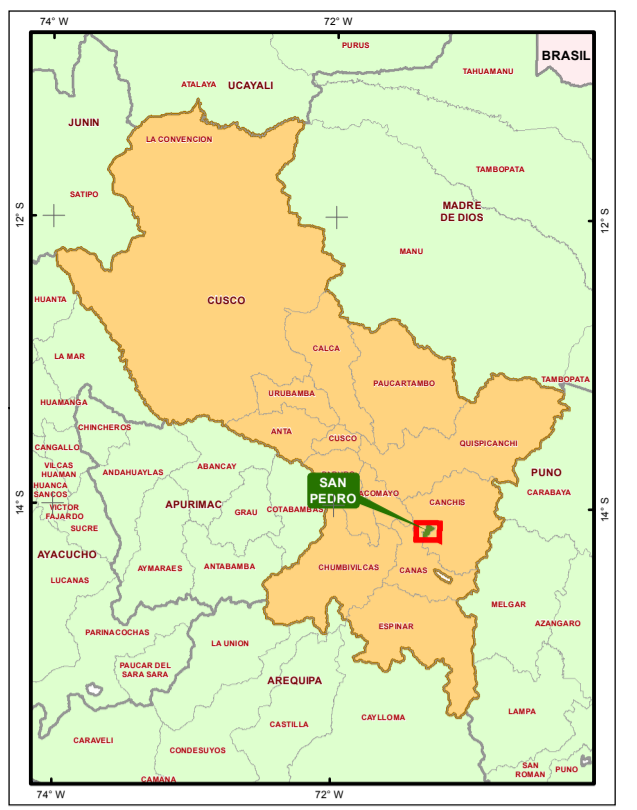 74° W
72° W
PURUS
BRASIL
TAHUAMANU
ATALAYA
UCAYALI
JUNIN
LA CONVENCION
TAMBOPATA
SATIPO
MADRE
DE DIOS
12° S
12° S
MANU
HUANTA
CUSCO
LA MAR
CALCA
PAUCARTAMBO
TAMBOPATA
URUBAMBA
HUAMANGA
CHINCHEROS
ANTA
CUSCO
QUISPICANCHI
CANGALLO
VILCAS
HUAMAN
ANDAHUAYLAS
ABANCAY
PUNO
HUANCA
SANCOS
SAN
PEDRO
ACOMAYO
CANCHIS
CARABAYA
14° S
14° S
VICTOR
FAJARDO
APURIMAC
GRAU
COTABAMBAS
SUCRE
AYACUCHO
LUCANAS
AYMARAES
ANTABAMBA
CHUMBIVILCAS
CANAS
MELGAR
AZANGARO
ESPINAR
PARINACOCHAS
LA UNION
PAUCAR DEL
SARA SARA
AREQUIPA
CAYLLOMA
LAMPA
CASTILLA
CARAVELI
CONDESUYOS
SAN
ROMAN
PUNO
CAMANA
74° W
72° W